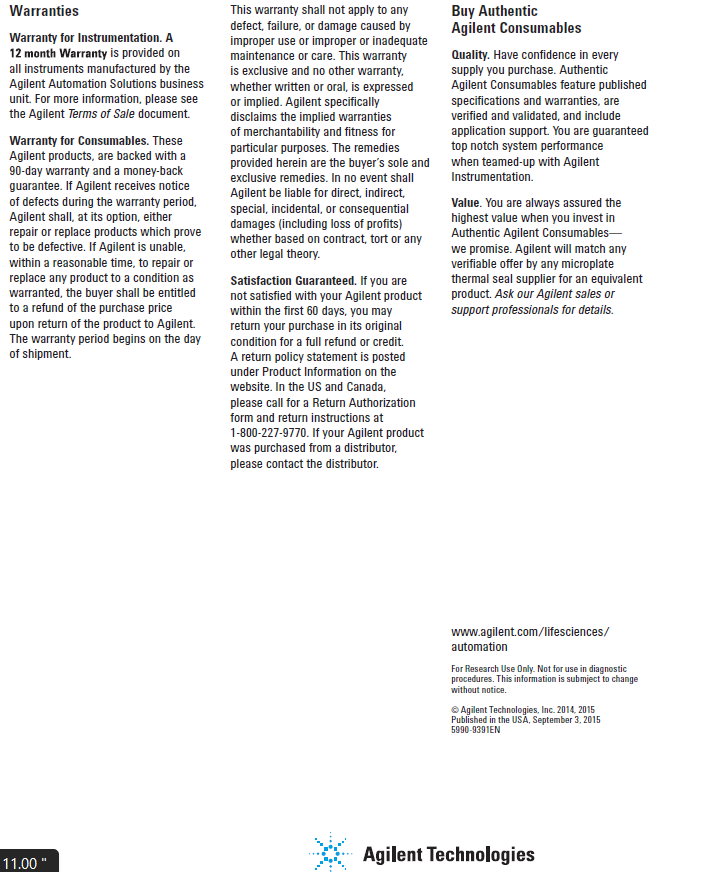 Warranties
Warranty for Instrumentation. A
12 month Warranty is provided on
all instruments manufactured by the
Agilent Automation Solutions business
unit. For more information, please see
the Agilent Terms of Sale document.
Warranty for Consumables. These
Agilent products, are backed with a
90-day warranty and a money-back
guarantee. If Agilent receives notice
of defects during the warranty period,
Agilent shall, at its option, either
repair or replace products which prove
to be defective. If Agilent is unable,
within a reasonable time, to repair or
replace any product to a condition as
warranted, the buyer shall be entitled
to a refund of the purchase price
upon return of the product to Agilent.
The warranty period begins on the day
of shipment.
This warranty shall not apply to any
defect, failure, or damage caused by
improper use or improper or inadequate
maintenance or care. This warranty
is exclusive and no other warranty,
whether written or oral, is expressed
or implied. Agilent specifically
disclaims the implied warranties
of merchantability and fitness for
particular purposes. The remedies
provided herein are the buyer's sole and
exclusive remedies. In no event shall
Agilent be liable for direct, indirect,
special, incidental, or consequential
damages (including loss of profits)
whether based on contract, tort or any
other legal theory.
Satisfaction Guaranteed. If you are
not satisfied with your Agilent product
within the first 60 days, you may
return your purchase in its original
condition for a full refund or credit.
A return policy statement is posted
under Product Information on the
website. In the US and Canada,
please call for a Return Authorization
form and return instructions at
1-800-227-9770. If your Agilent product
was purchased from a distributor,
please contact the distributor.
Buy Authentic
Agilent Consumables
Quality. Have confidence in every
supply you purchase. Authentic
Agilent Consumables feature published
specifications and warranties, are
verified and validated, and include
application support. You are guaranteed
top notch system performance
when teamed-up with Agilent
Instrumentation.
Value. You are always assured the
highest value when you invest in
Authentic Agilent Consumables—
we promise. Agilent will match any
verifiable offer by any microplate
thermal seal supplier for an equivalent
product. Ask our Agilent sales or
support professionals for details.
www.agilent.com/lifesciences/
automation
For Research Use Only. Not for use in diagnostic
procedures. This information is submject to change
without notice.
© Agilent Technologies, Inc. 2014, 2015
Published in the USA, September 3, 2015
5990-9391EN
Agilent Technologies
11.00 "